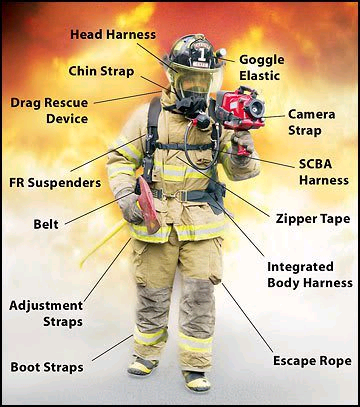 Head Harness
Goggle
Elastic
Chin Strap
Drag Rescue
Device
Camera
Strap
FR Suspenders
SCBA
Harness
Belt
Zipper Tape
Integrated
Body Harness
Adjustment
Straps
Boot Straps
Escape Rope
1